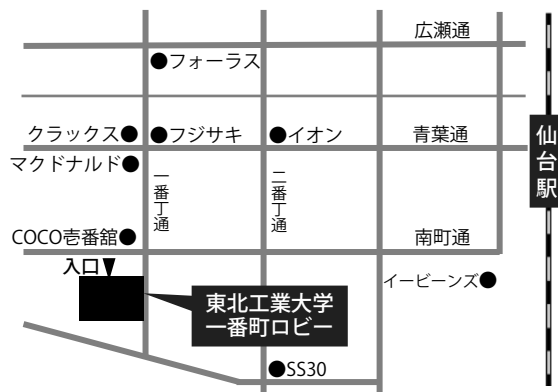 広瀬通
●フォーラス
クラックス●
●フジサキ
●イオン
青葉通
仙台駅
マクドナルド●
一番丁通
二番丁通
COCO壱番舘●
南町通
入口▼
イービーンズ●
東北工業大学
一番町ロビー
●SS30